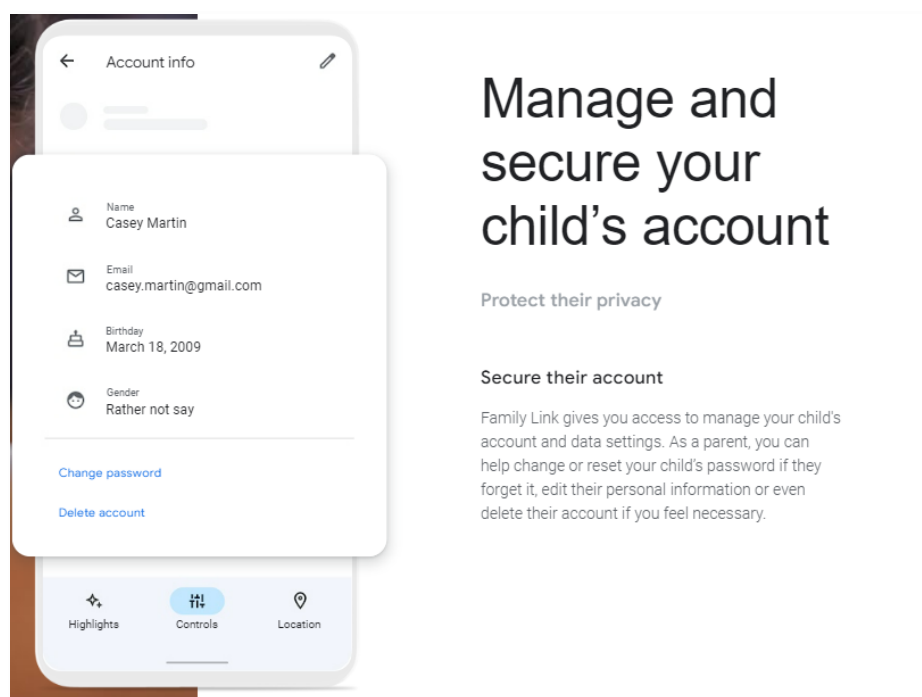 Account info
Name
Casey Martin
Email
casey.martin@gmail.com
Birthday
March 18, 2009
Gender
Rather not say
Change password
Delete account
Highlights
Controls
Location
Manage and
secure your
child's account
Protect their privacy
Secure their account
Family Link gives you access to manage your child's
account and data settings. As a parent, you can
help change or reset your child's password if they
forget it, edit their personal information or even
delete their account if you feel necessary.